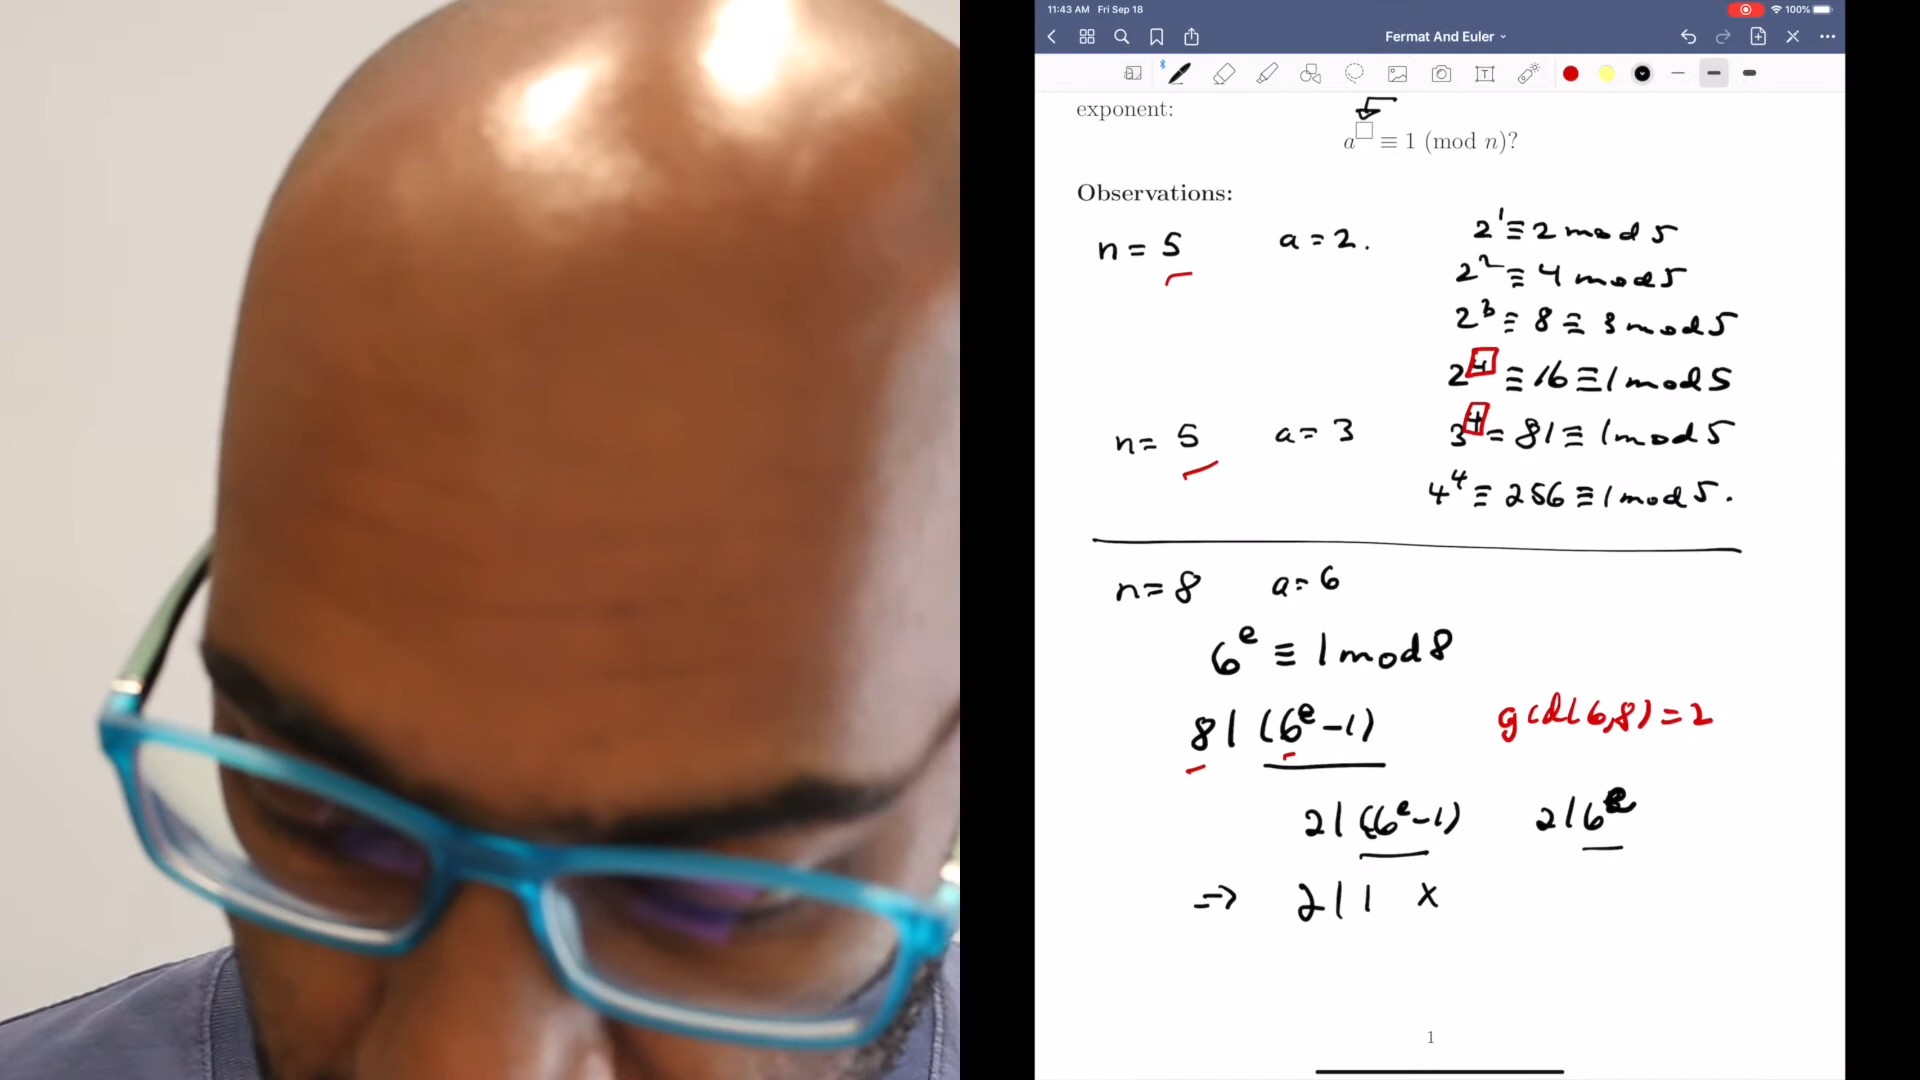 11:43 AM Fri Sep 18
100%
Fermat And Euler
exponent:
a^□ ≡ 1 (mod n)?
Observations:
n = 5 a = 2.
2^1 ≡ 2 mod 5
2^2 ≡ 4 mod 5
2^3 ≡ 8 ≡ 3 mod 5
2^4 ≡ 16 ≡ 1 mod 5
n = 5 a = 3 3^4 = 81 ≡ 1 mod 5
4^4 ≡ 256 ≡ 1 mod 5.
n = 8 a = 6
6^e ≡ 1 mod 8
8 | (6^e - 1) gcd(6,8) = 2
2 | (6^e - 1) 2 | 6^e
⇒ 2 | 1 x
1